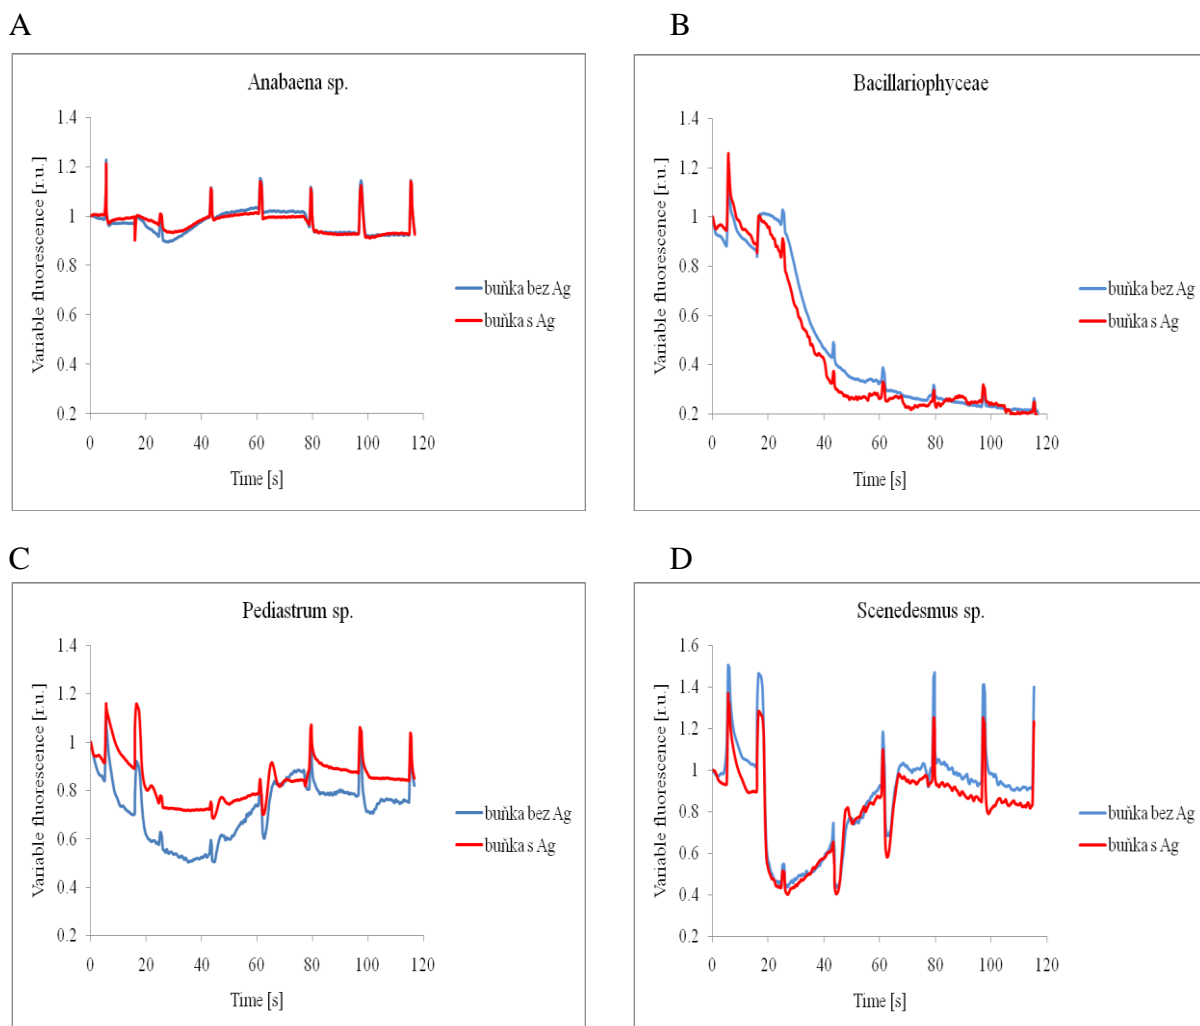 A
Anabaena sp.
Variable fluorescence [r.u.]
1.4
1.2
1
0.8
0.6
0.4
0.2
0 20 40 60 80 100 120
Time [s]
buňka bez Ag
buňka s Ag
B
Bacillariophyceae
Variable fluorescence [r.u.]
1.4
1.2
1
0.8
0.6
0.4
0.2
0 20 40 60 80 100 120
Time [s]
buňka bez Ag
buňka s Ag
C
Pediastrum sp.
Variable fluorescence [r.u.]
1.4
1.2
1
0.8
0.6
0.4
0.2
0 20 40 60 80 100 120
Time [s]
buňka bez Ag
buňka s Ag
D
Scenedesmus sp.
Variable fluorescence [r.u.]
1.6
1.4
1.2
1
0.8
0.6
0.4
0.2
0 20 40 60 80 100 120
Time [s]
buňka bez Ag
buňka s Ag